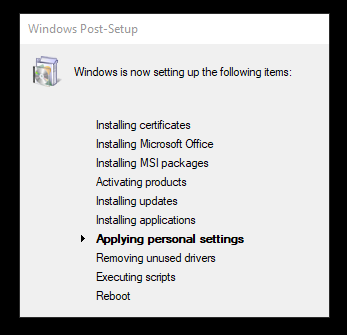 Windows Post-Setup
Windows is now setting up the following items:
Installing certificates
Installing Microsoft Office
Installing MSI packages
Activating products
Installing updates
Installing applications
Applying personal settings
Removing unused drivers
Executing scripts
Reboot